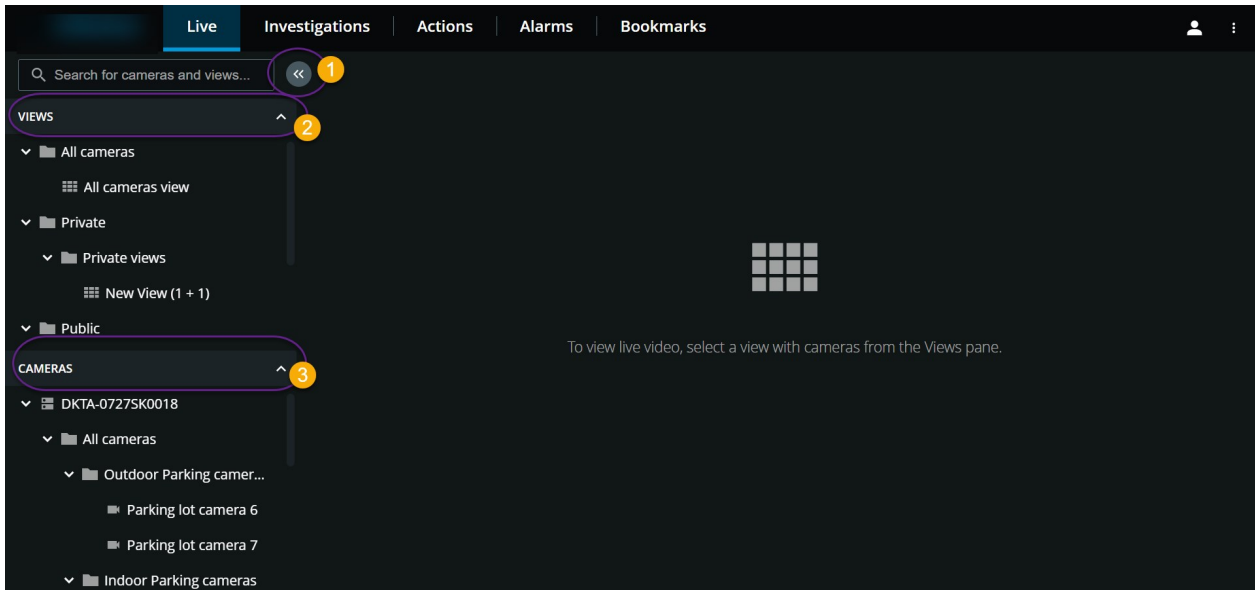 Live Investigations Actions Alarms Bookmarks
Search for cameras and views...
1
VIEWS
2
All cameras
All cameras view
Private
Private views
New View (1 + 1)
Public
To view live video, select a view with cameras from the Views pane.
CAMERAS
3
DKTA-0727SK0018
All cameras
Outdoor Parking camer...
Parking lot camera 6
Parking lot camera 7
Indoor Parking cameras